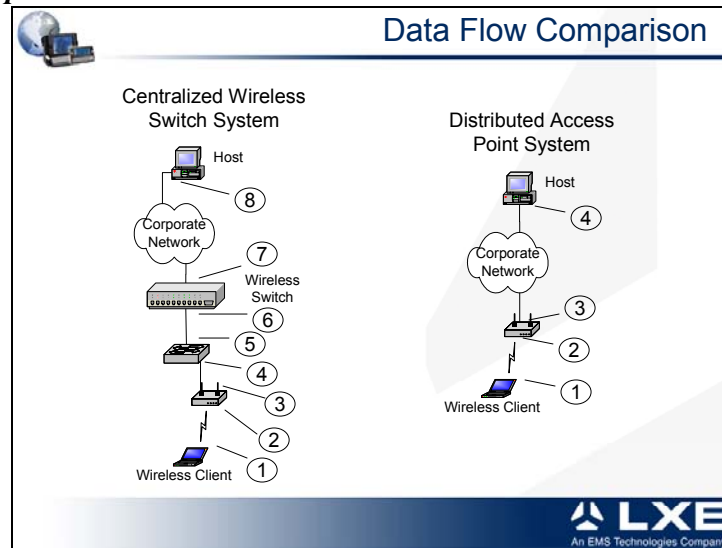 Data Flow Comparison
Centralized Wireless
Switch System
Host
8
Corporate
Network
7
Wireless
Switch
6
5
4
3
2
Wireless Client
1
Distributed Access
Point System
Host
4
Corporate
Network
3
2
1
Wireless Client
LXE
An EMS Technologies Company